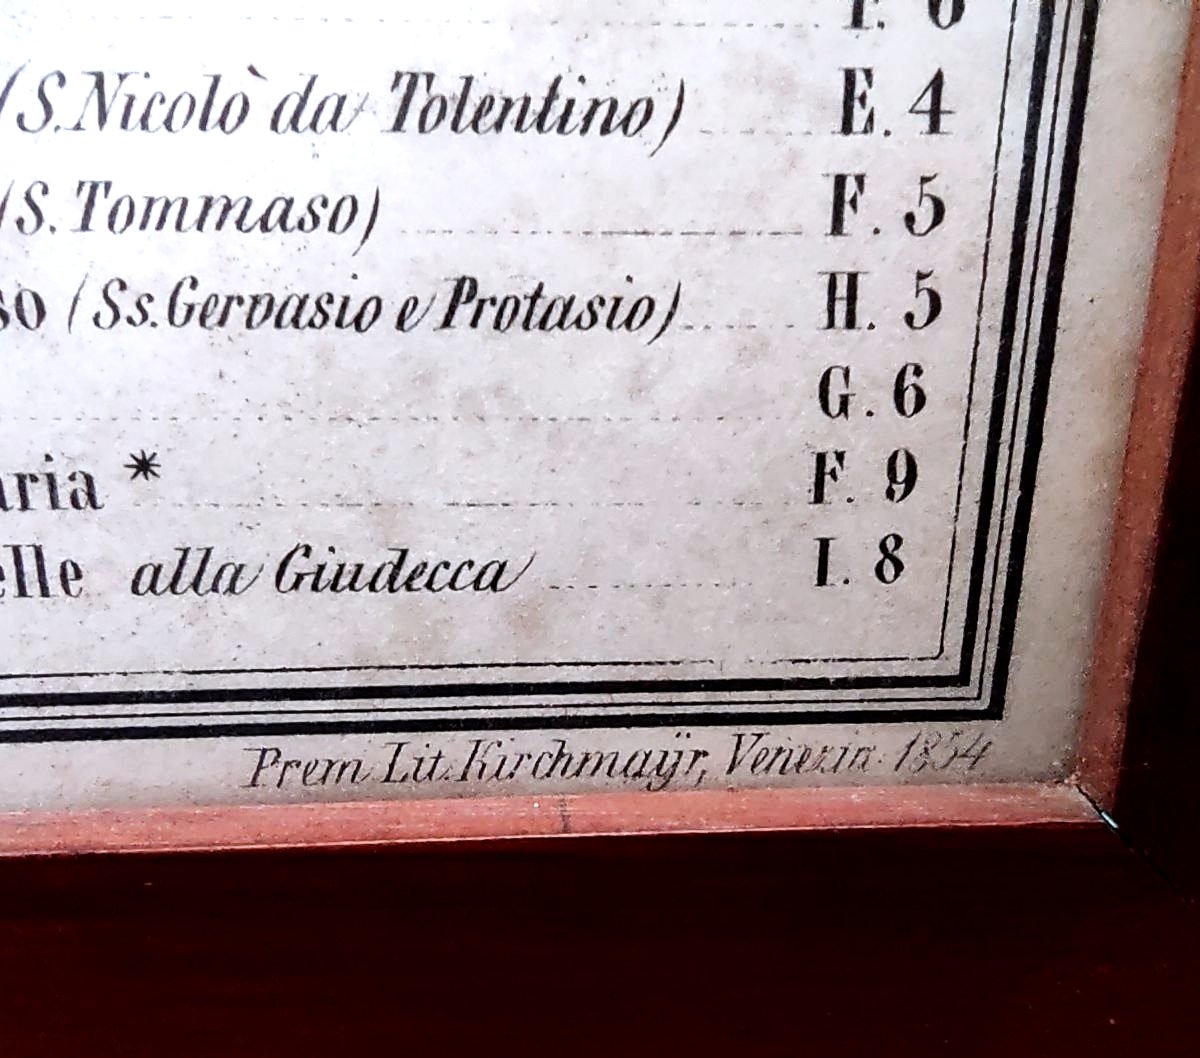 (S. Nicolò da Tolentino) E. 4
(S. Tommaso) F. 5
so (Ss. Gervasio e Protasio) H. 5
G. 6
aria * F. 9
elle alla Giudecca I. 8
Prem Lit. Kirchmaÿr, Venezia 1854